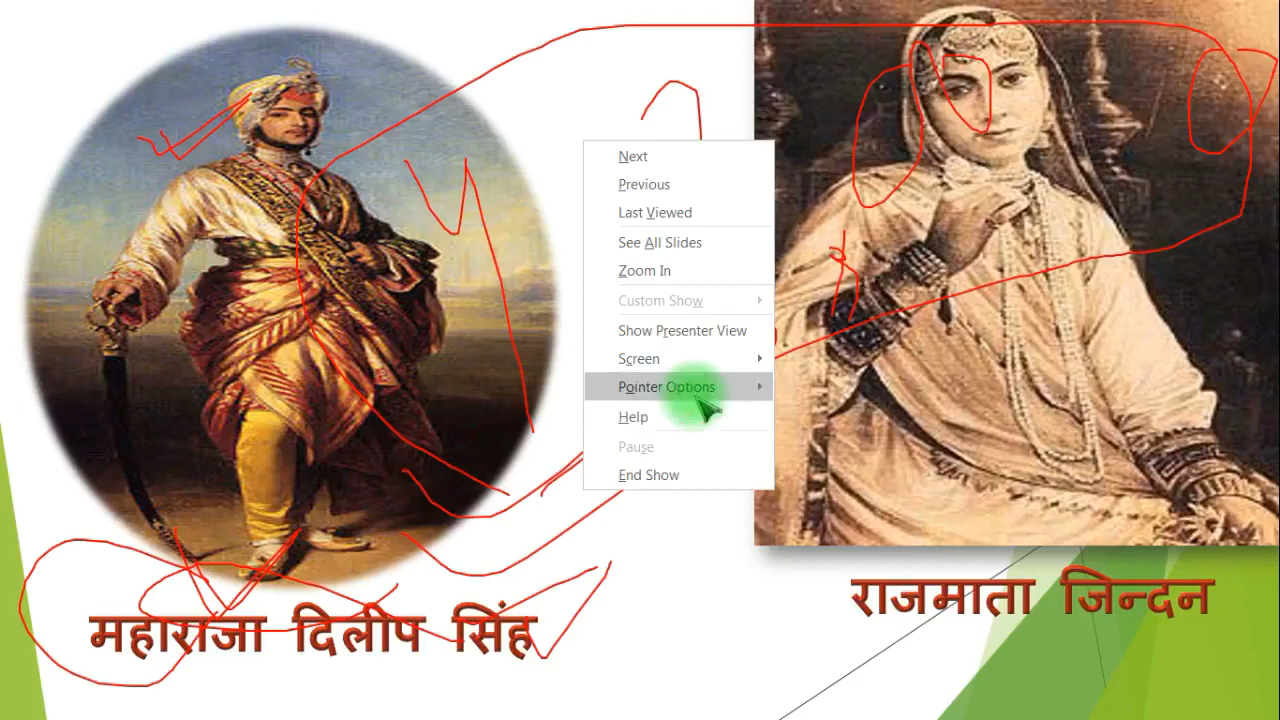 Next
Previous
Last Viewed
See All Slides
Zoom In
Custom Show
Show Presenter View
Screen
Pointer Options
Help
Pause
End Show
राजमाता जिन्दन
महाराजा दिलीप सिंह